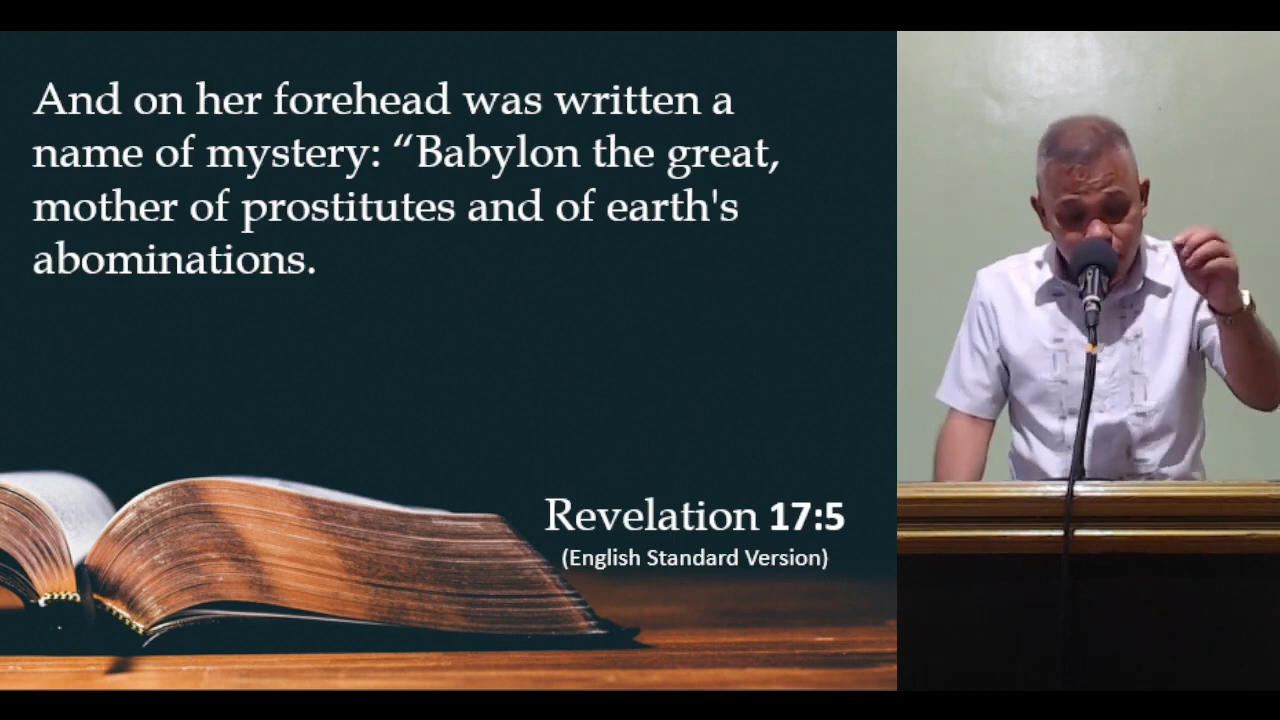 And on her forehead was written a
name of mystery: “Babylon the great,
mother of prostitutes and of earth's
abominations.
Revelation 17:5
(English Standard Version)